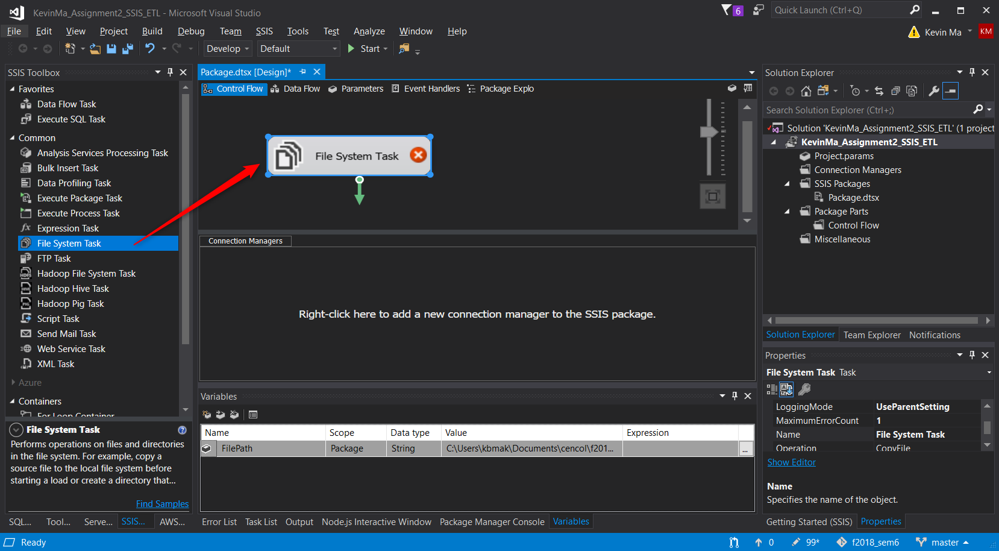 KevinMa_Assignment2_SSIS_ETL - Microsoft Visual Studio
6
Quick Launch (Ctrl+Q)
File Edit View Project Build Debug Team SSIS Tools Test Analyze Window Help
Kevin Ma KM
Develop Default Start
SSIS Toolbox
Favorites
Data Flow Task
Execute SQL Task
Common
Analysis Services Processing Task
Bulk Insert Task
Data Profiling Task
Execute Package Task
Execute Process Task
fx Expression Task
File System Task
FTP Task
Hadoop File System Task
Hadoop Hive Task
Hadoop Pig Task
Script Task
Send Mail Task
Web Service Task
XML Task
Azure
Containers
For Loop Container
File System Task
Performs operations on files and directories
in the file system. For example, copy a
source file to the local file system before
starting a load or create a directory that...
Find Samples
SQL... Tool... Serve... SSIS... AWS...
Package.dtsx [Design]*
Control Flow Data Flow Parameters Event Handlers Package Explo
File System Task
Connection Managers
Right-click here to add a new connection manager to the SSIS package.
Variables
Name Scope Data type Value Expression
FilePath Package String C:\Users\kbmak\Documents\cencol\f201... ...
Error List Task List Output Node.js Interactive Window Package Manager Console Variables
Solution Explorer
Search Solution Explorer (Ctrl+;)
Solution 'KevinMa_Assignment2_SSIS_ETL' (1 project
KevinMa_Assignment2_SSIS_ETL
Project.params
Connection Managers
SSIS Packages
Package.dtsx
Package Parts
Control Flow
Miscellaneous
Solution Explorer Team Explorer Notifications
Properties
File System Task Task
LoggingMode UseParentSetting
MaximumErrorCount 1
Name File System Task
Operation CopyFile
Show Editor
Name
Specifies the name of the object.
Getting Started (SSIS) Properties
Ready
0 99* f2018_sem6 master